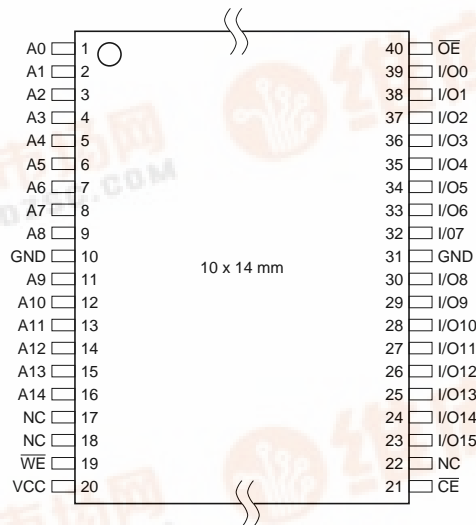 A0 1 40 O̅E̅
A1 2 39 I/O0
A2 3 38 I/O1
A3 4 37 I/O2
A4 5 36 I/O3
A5 6 35 I/O4
A6 7 34 I/O5
A7 8 33 I/O6
A8 9 32 I/07
GND 10 31 GND
10 x 14 mm
A9 11 30 I/O8
A10 12 29 I/O9
A11 13 28 I/O10
A12 14 27 I/O11
A13 15 26 I/O12
A14 16 25 I/O13
NC 17 24 I/O14
NC 18 23 I/O15
W̅E̅ 19 22 NC
VCC 20 21 C̅E̅